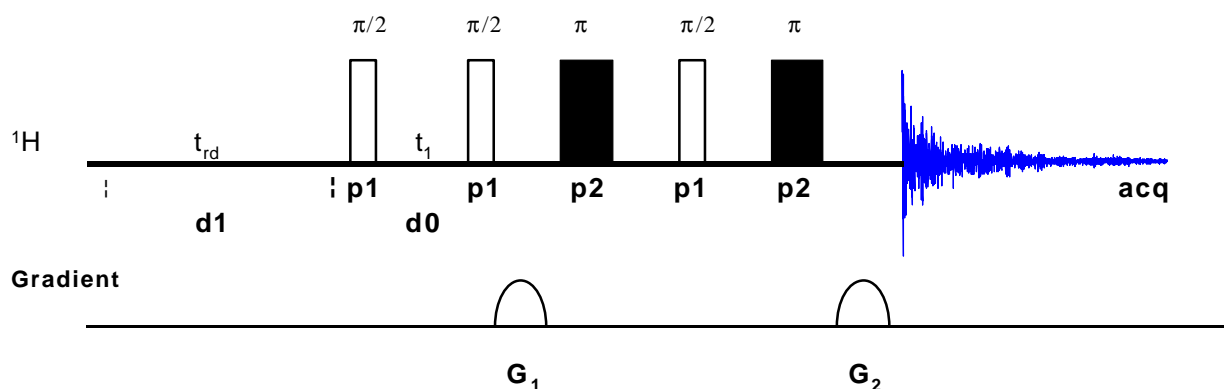 π/2 π/2 π π/2 π
¹H t_rd t₁
p1 p1 p2 p1 p2 acq
d1 d0
Gradient
G₁ G₂